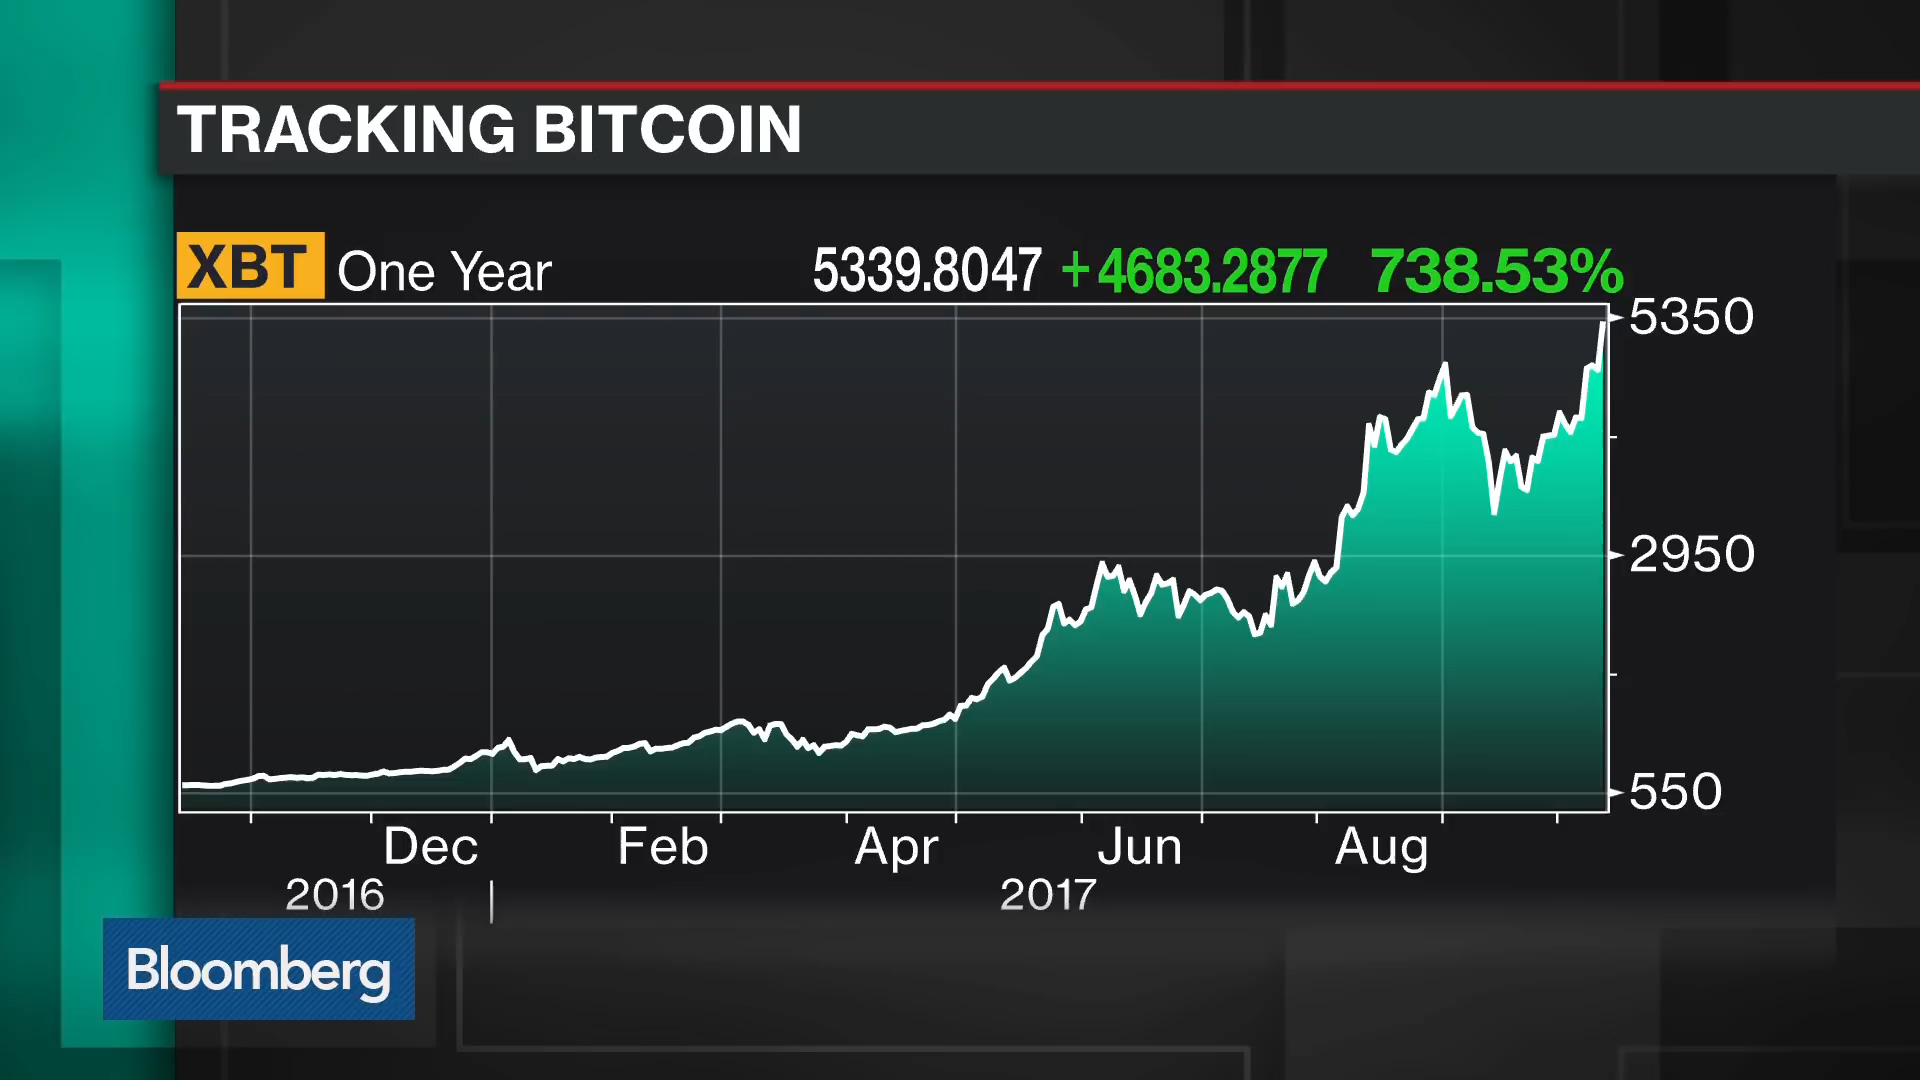 TRACKING BITCOIN
XBT One Year 5339.8047 +4683.2877 738.53%
5350
2950
550
Dec Feb Apr Jun Aug
2016 2017
Bloomberg